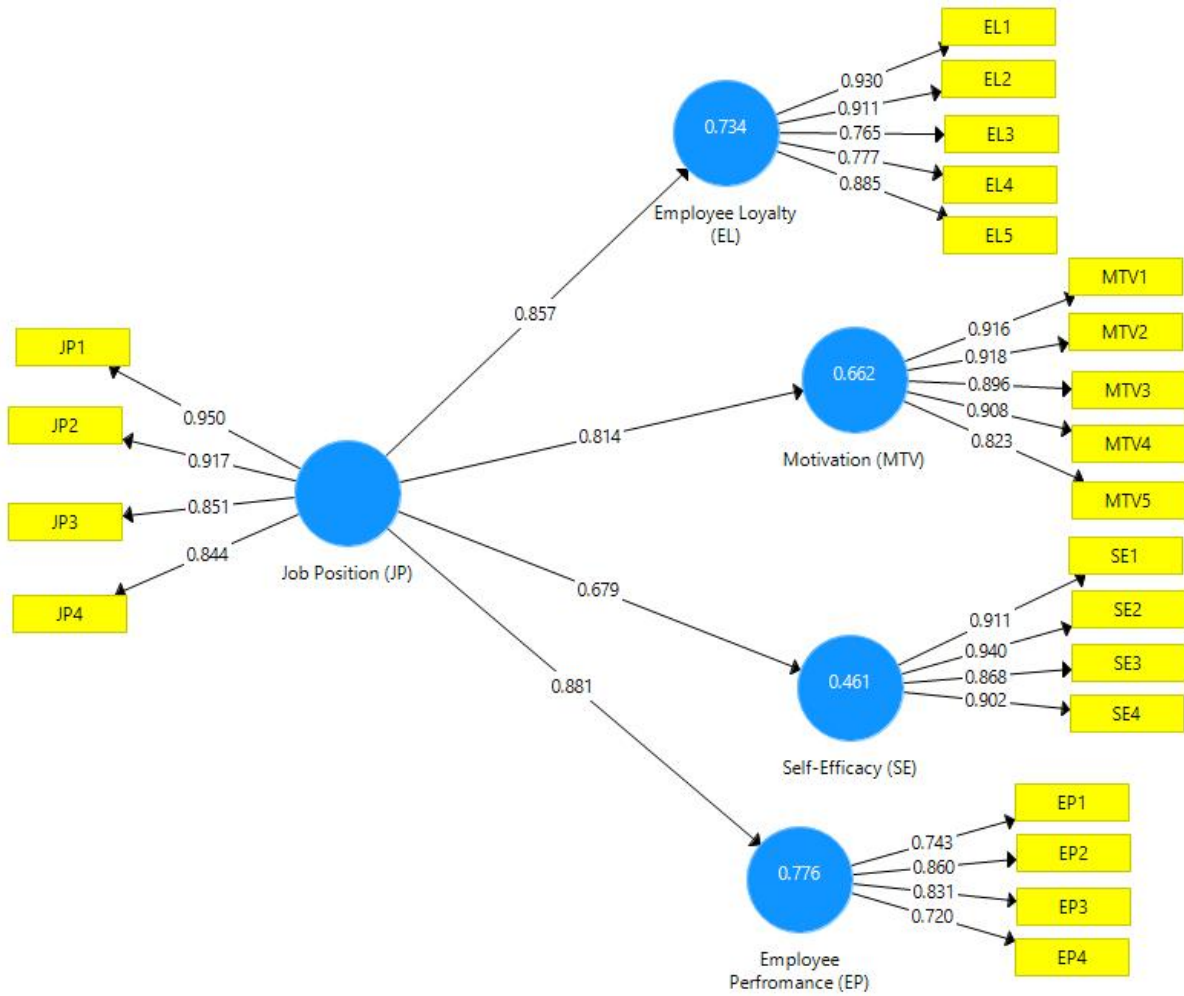 JP1
JP2
JP3
JP4
0.950
0.917
0.851
0.844
Job Position (JP)
0.857
0.814
0.679
0.881
0.734
Employee Loyalty
(EL)
0.930
0.911
0.765
0.777
0.885
EL1
EL2
EL3
EL4
EL5
0.662
Motivation (MTV)
0.916
0.918
0.896
0.908
0.823
MTV1
MTV2
MTV3
MTV4
MTV5
0.461
Self-Efficacy (SE)
0.911
0.940
0.868
0.902
SE1
SE2
SE3
SE4
0.776
Employee
Perfromance (EP)
0.743
0.860
0.831
0.720
EP1
EP2
EP3
EP4